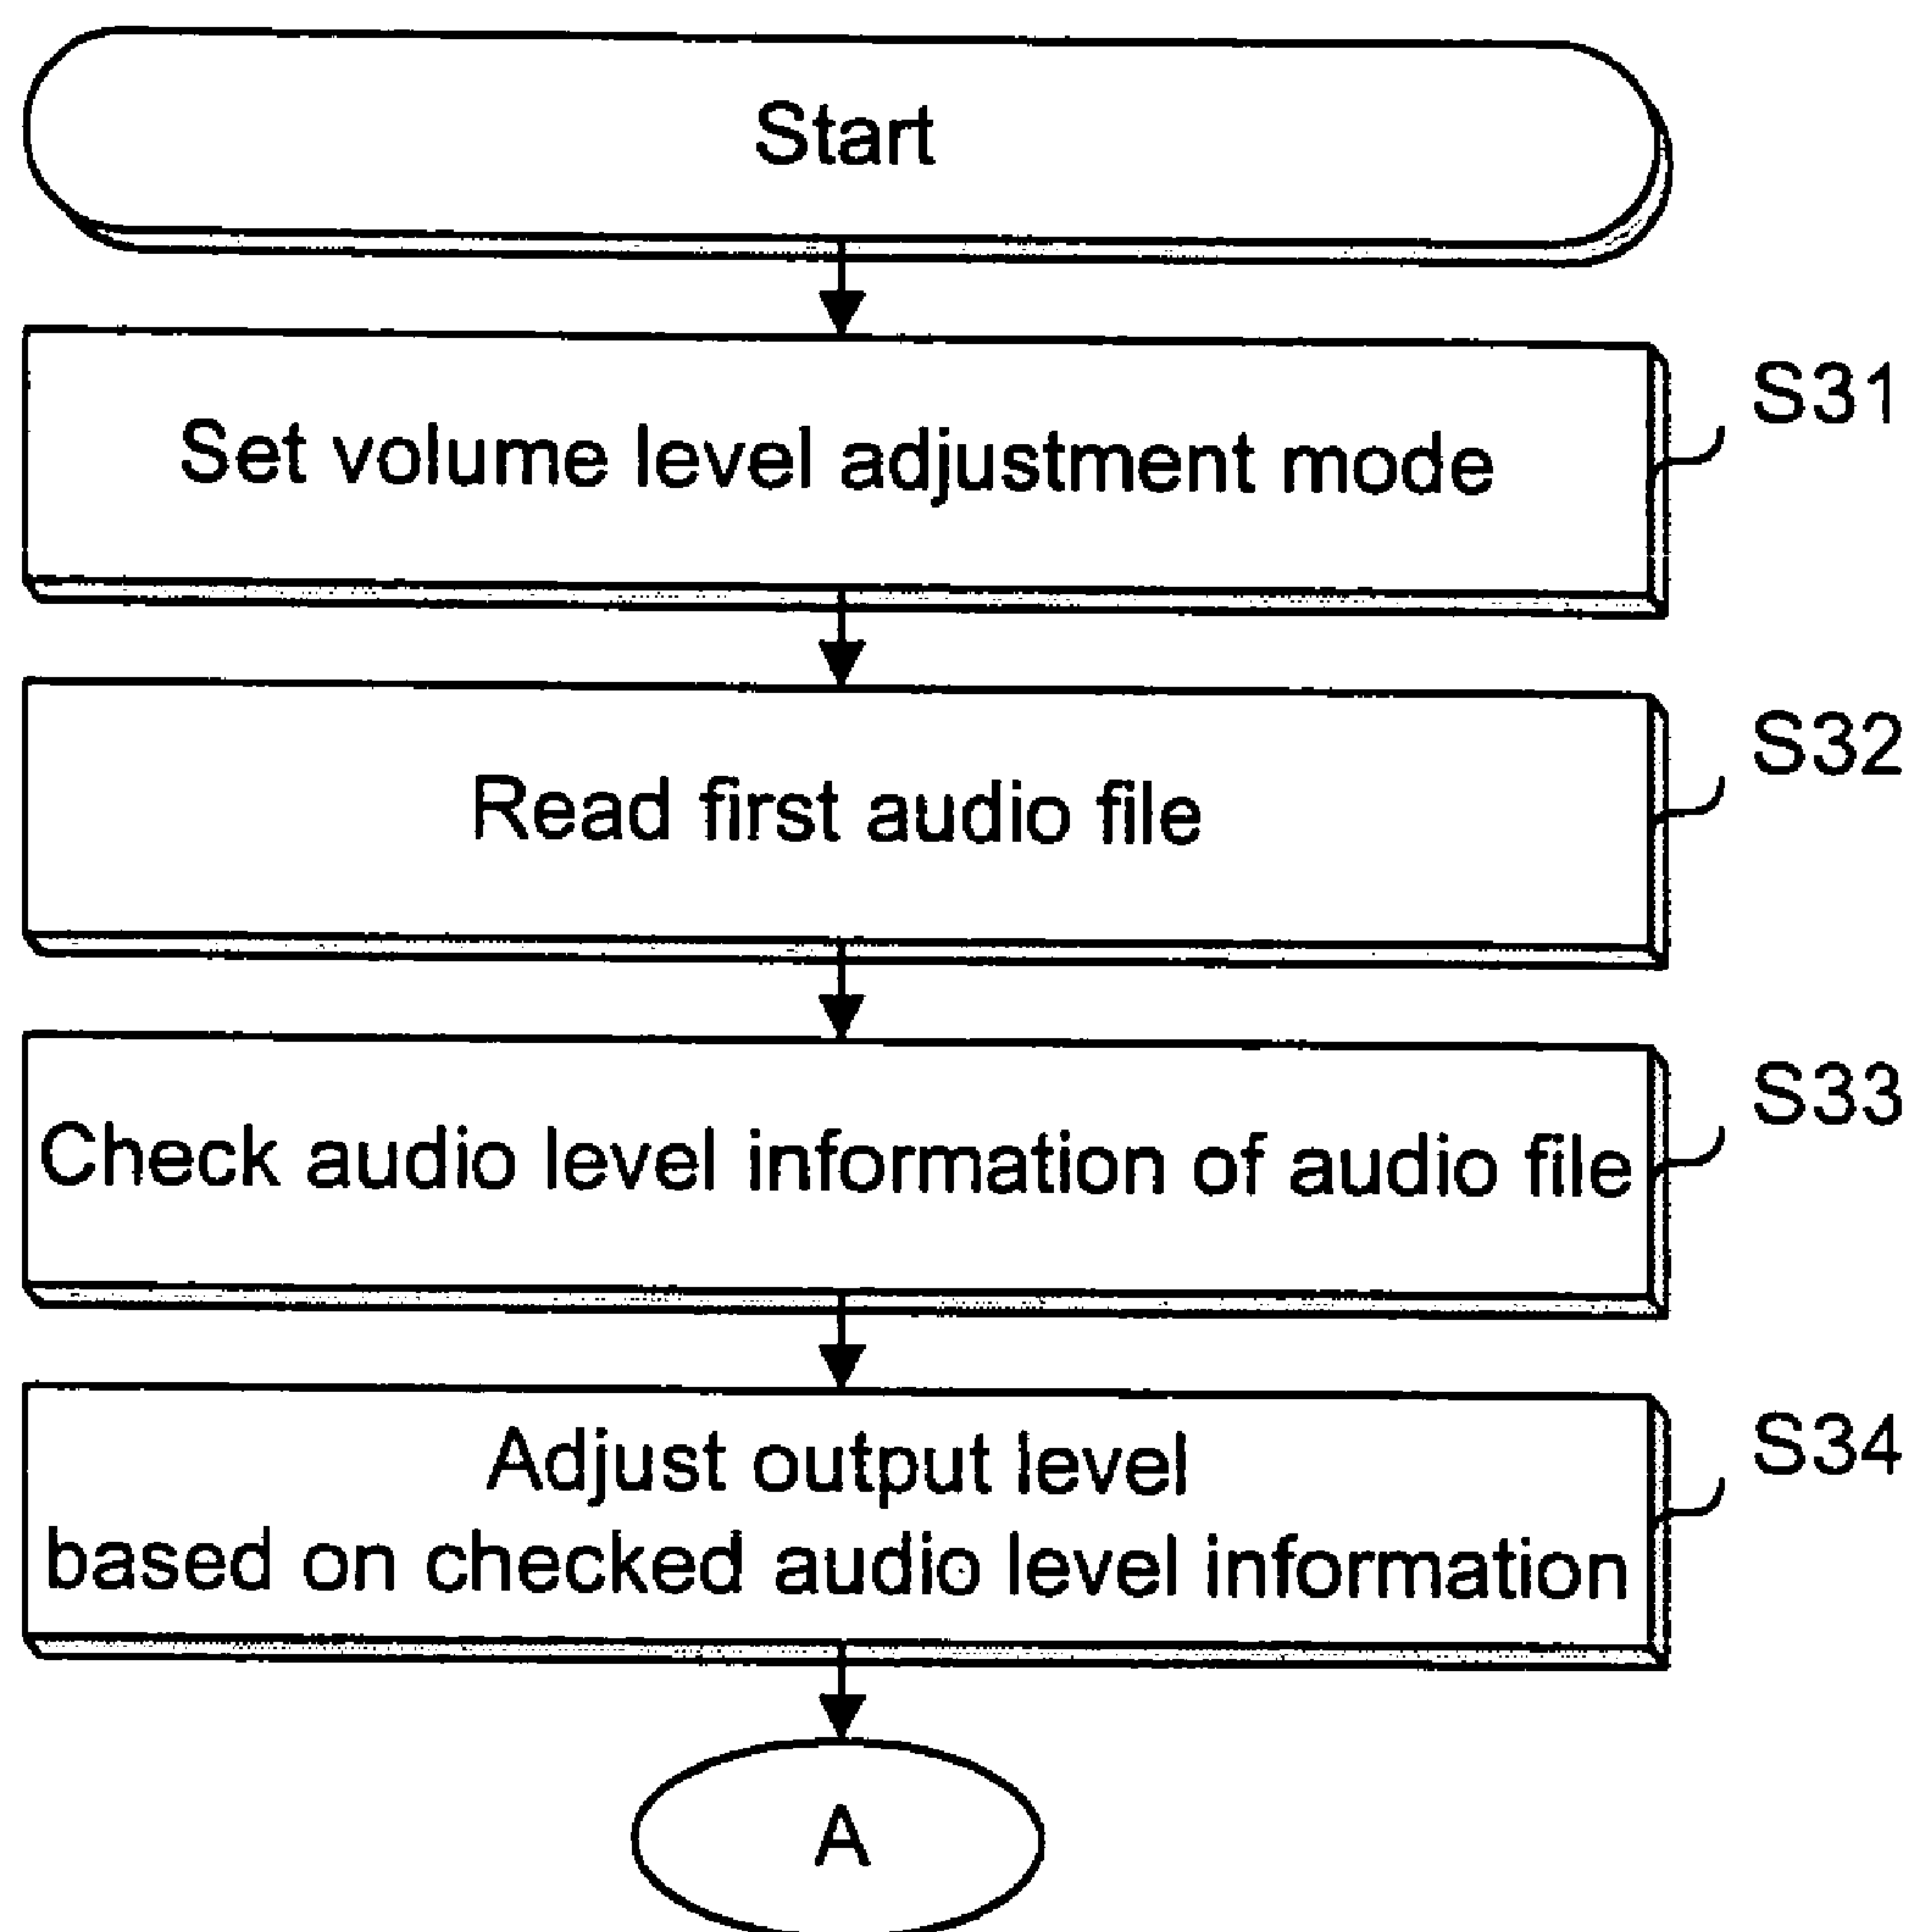 Start
Set volume level adjustment mode
S31
Read first audio file
S32
Check audio level information of audio file
S33
Adjust output level
based on checked audio level information
S34
A